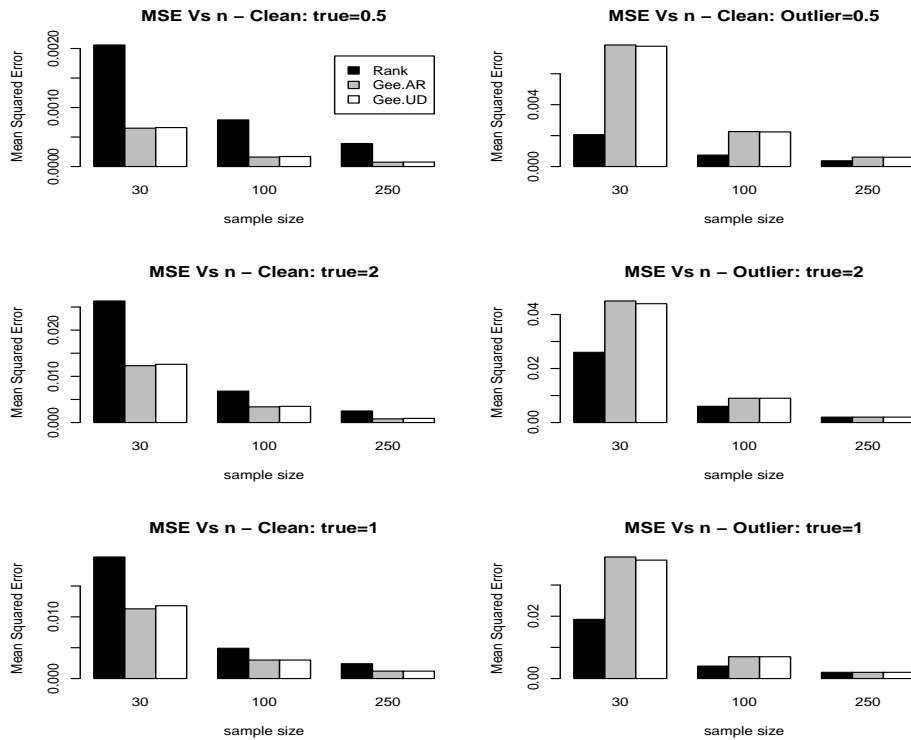 MSE Vs n – Clean: true=0.5
Mean Squared Error
0.0000
0.0010
0.0020
Rank
Gee.AR
Gee.UD
30
100
250
sample size
MSE Vs n – Clean: Outlier=0.5
Mean Squared Error
0.000
0.004
30
100
250
sample size
MSE Vs n – Clean: true=2
Mean Squared Error
0.000
0.010
0.020
30
100
250
sample size
MSE Vs n – Outlier: true=2
Mean Squared Error
0.00
0.02
0.04
30
100
250
sample size
MSE Vs n – Clean: true=1
Mean Squared Error
0.000
0.010
30
100
250
sample size
MSE Vs n – Outlier: true=1
Mean Squared Error
0.00
0.02
30
100
250
sample size